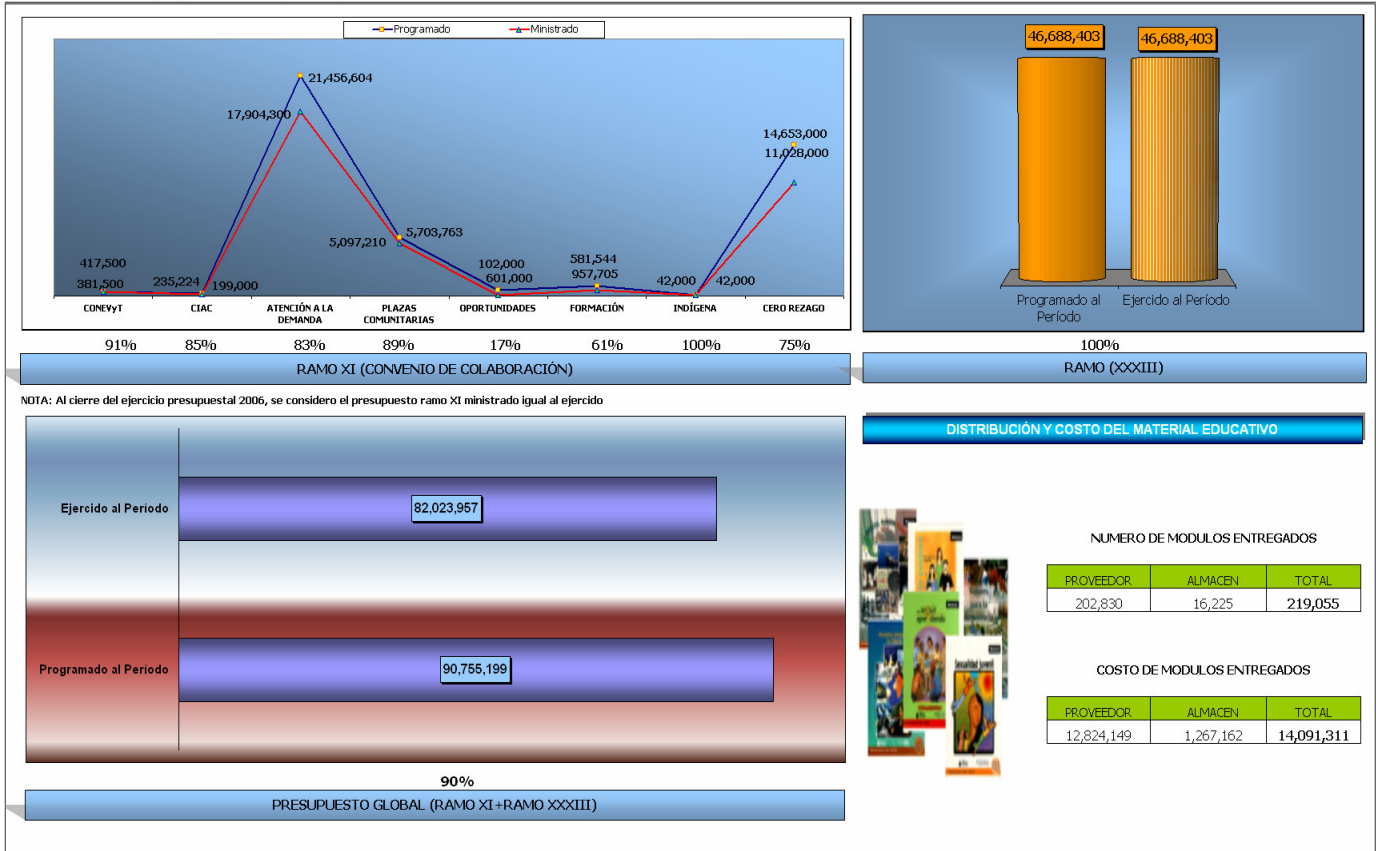 Programado
Ministrado
21,456,604
17,904,300
14,653,000
11,028,000
5,703,763
5,097,210
417,500
381,500
235,224
199,000
102,000
601,000
581,544
957,705
42,000
42,000
CONEVyT
CIAC
ATENCIÓN A LA
DEMANDA
PLAZAS
COMUNITARIAS
OPORTUNIDADES
FORMACIÓN
INDÍGENA
CERO REZAGO
91% 85% 83% 89% 17% 61% 100% 75%
RAMO XI (CONVENIO DE COLABORACIÓN)
46,688,403
46,688,403
Programado al
Período
Ejercido al Período
100%
RAMO (XXXIII)
NOTA: Al cierre del ejercicio presupuestal 2006, se considero el presupuesto ramo XI ministrado igual al ejercido
Ejercido al Período
82,023,957
Programado al Período
90,755,199
90%
PRESUPUESTO GLOBAL (RAMO XI+RAMO XXXIII)
DISTRIBUCIÓN Y COSTO DEL MATERIAL EDUCATIVO
Sexualidad juvenil
NUMERO DE MODULOS ENTREGADOS
PROVEEDOR ALMACEN TOTAL
202,830 16,225 219,055
COSTO DE MODULOS ENTREGADOS
PROVEEDOR ALMACEN TOTAL
12,824,149 1,267,162 14,091,311